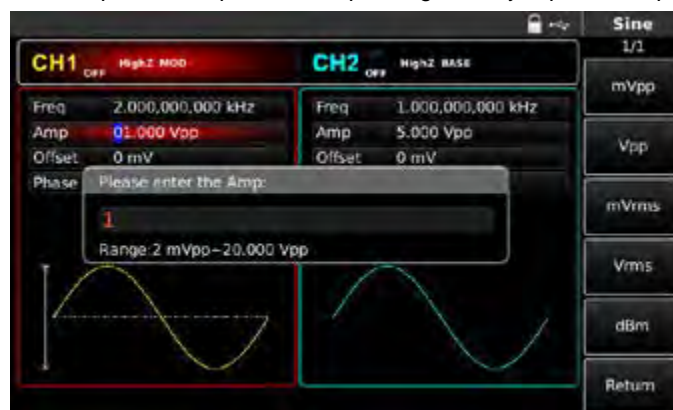 Sine
1/1
CH1 OFF HighZ MOD
CH2 OFF HighZ BASE
mVpp
Freq 2.000,000,000 kHz
Freq 1.000,000,000 kHz
Amp 01.000 Vpp
Amp 5.000 Vpp
Vpp
Offset 0 mV
Offset 0 mV
Phase
Please enter the Amp:
mVrms
1
Range:2 mVpp~20.000 Vpp
Vrms
dBm
Return